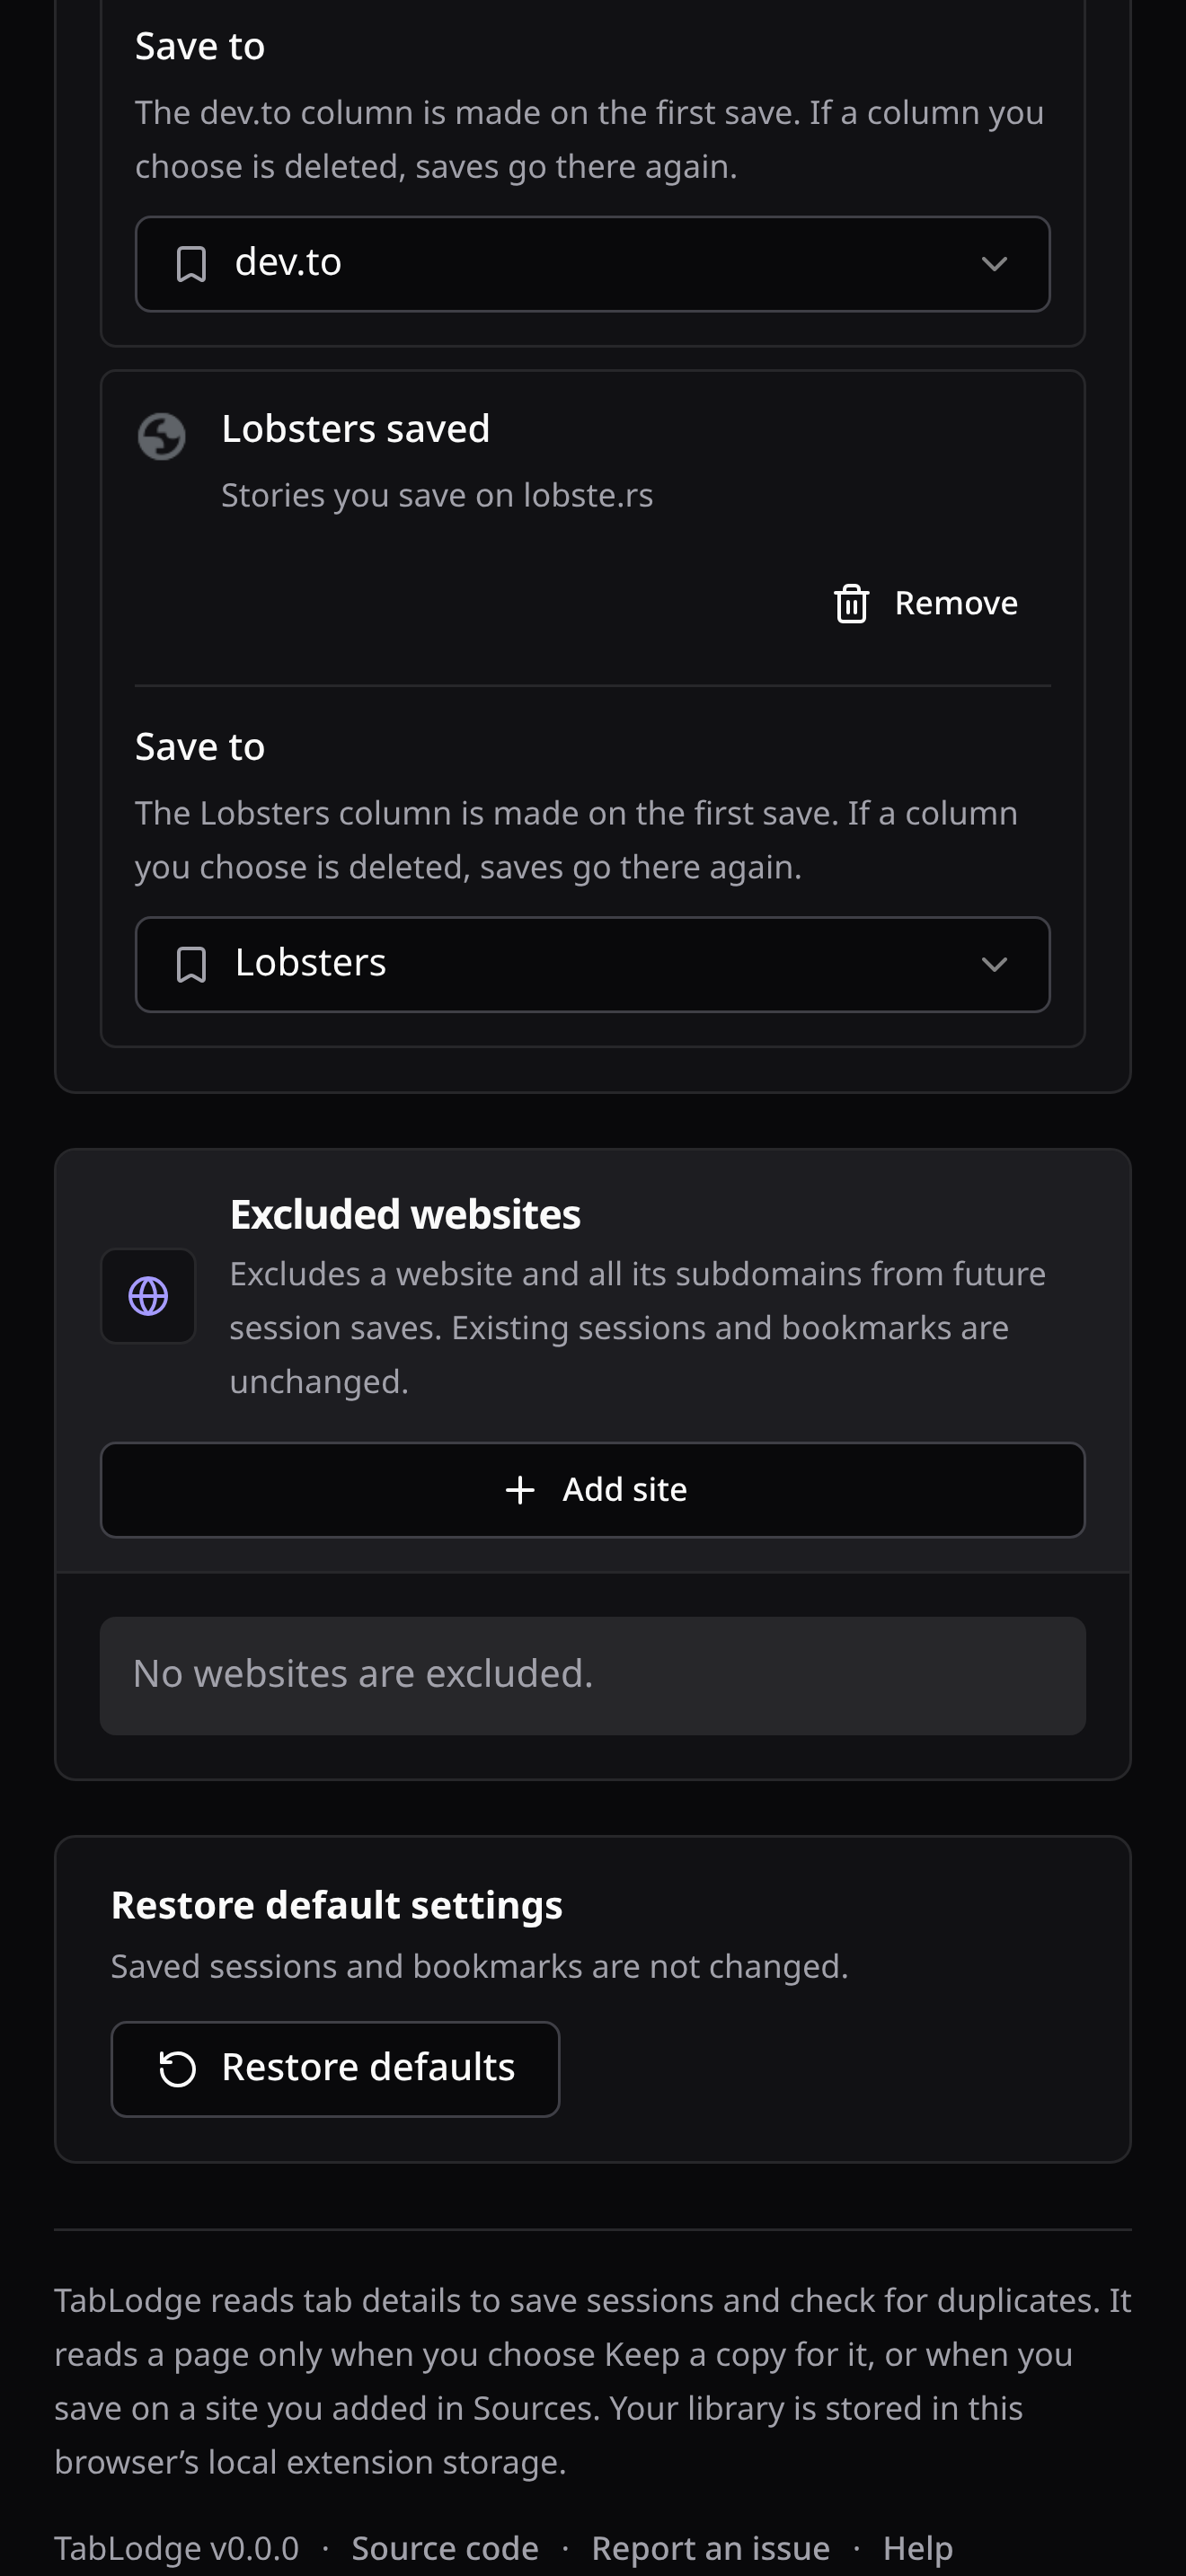 Save to
The dev.to column is made on the first save. If a column you
choose is deleted, saves go there again.
dev.to
Lobsters saved
Stories you save on lobste.rs
Remove
Save to
The Lobsters column is made on the first save. If a column
you choose is deleted, saves go there again.
Lobsters
Excluded websites
Excludes a website and all its subdomains from future
session saves. Existing sessions and bookmarks are
unchanged.
Add site
No websites are excluded.
Restore default settings
Saved sessions and bookmarks are not changed.
Restore defaults
TabLodge reads tab details to save sessions and check for duplicates. It
reads a page only when you choose Keep a copy for it, or when you
save on a site you added in Sources. Your library is stored in this
browser’s local extension storage.
TabLodge v0.0.0 · Source code · Report an issue · Help